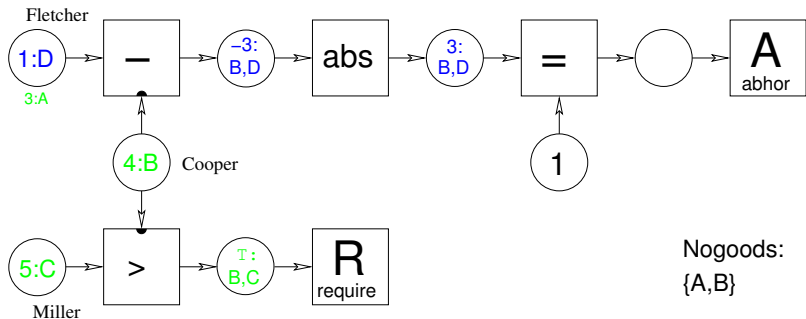 Fletcher
1:D
3:A
−
−3:
B,D
abs
3:
B,D
=
A
abhor
4:B
Cooper
1
5:C
Miller
>
T:
B,C
R
require
Nogoods:
{A,B}